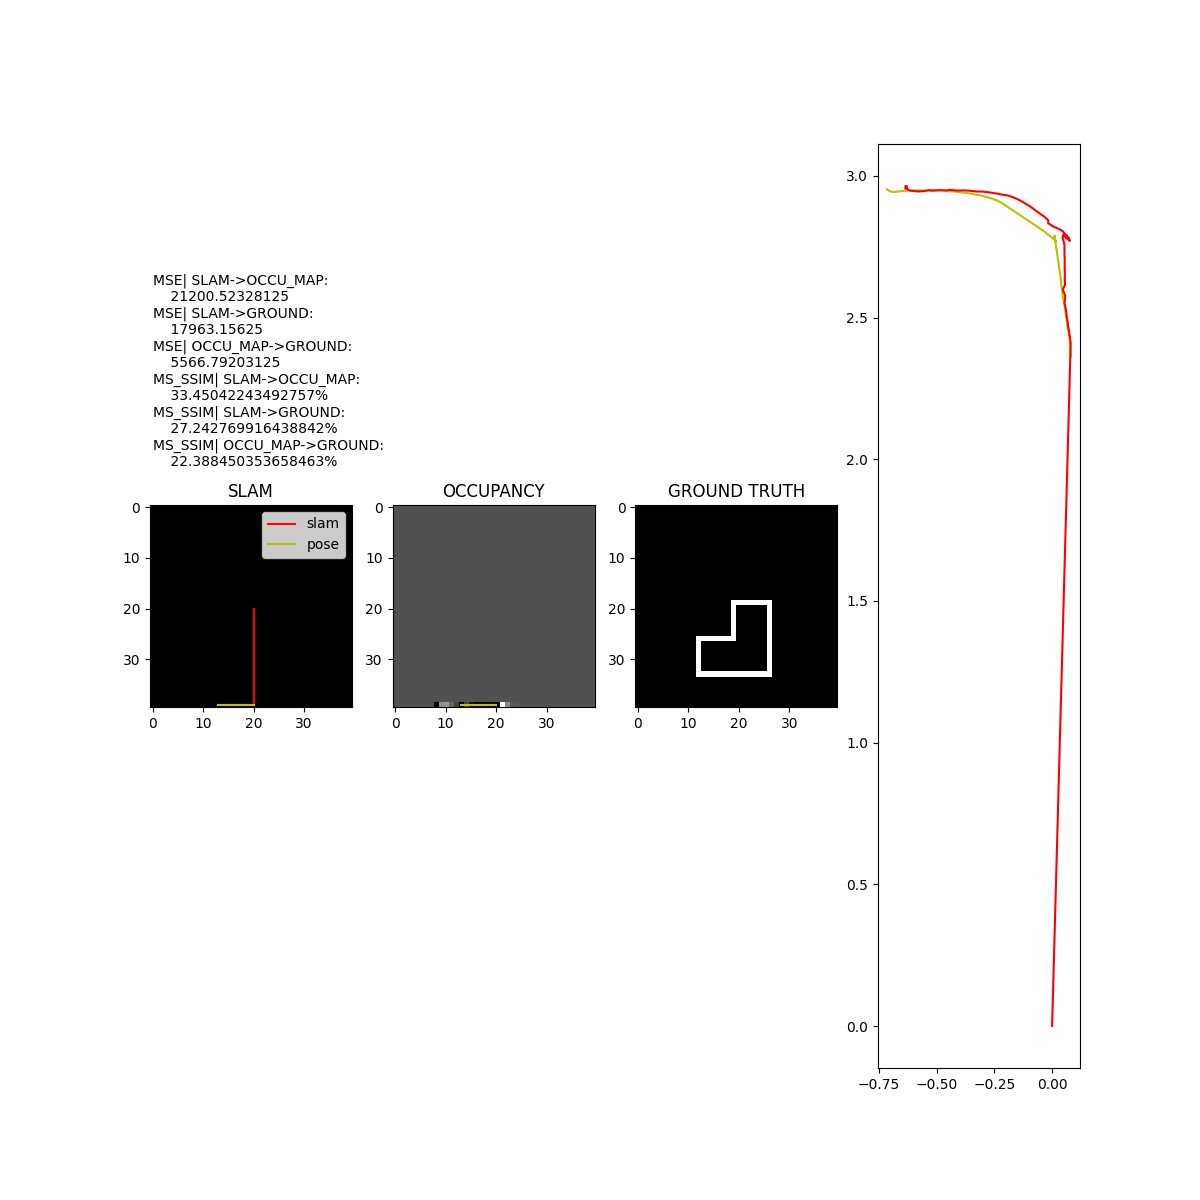 MSE| SLAM->OCCU_MAP:
21200.52328125
MSE| SLAM->GROUND:
17963.15625
MSE| OCCU_MAP->GROUND:
5566.79203125
MS_SSIM| SLAM->OCCU_MAP:
33.45042243492757%
MS_SSIM| SLAM->GROUND:
27.242769916438842%
MS_SSIM| OCCU_MAP->GROUND:
22.388450353658463%
SLAM
0
10
20
30
0 10 20 30
slam
pose
OCCUPANCY
0
10
20
30
0 10 20 30
GROUND TRUTH
0
10
20
30
0 10 20 30
3.0
2.5
2.0
1.5
1.0
0.5
0.0
−0.75 −0.50 −0.25 0.00